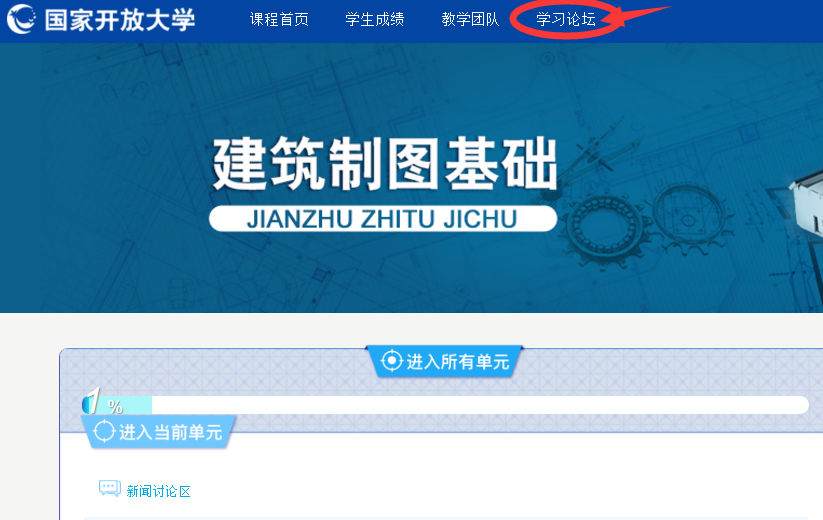 国家开放大学 课程首页 学生成绩 教学团队 学习论坛
建筑制图基础
JIANZHU ZHITU JICHU
进入所有单元
1%
进入当前单元
新闻讨论区